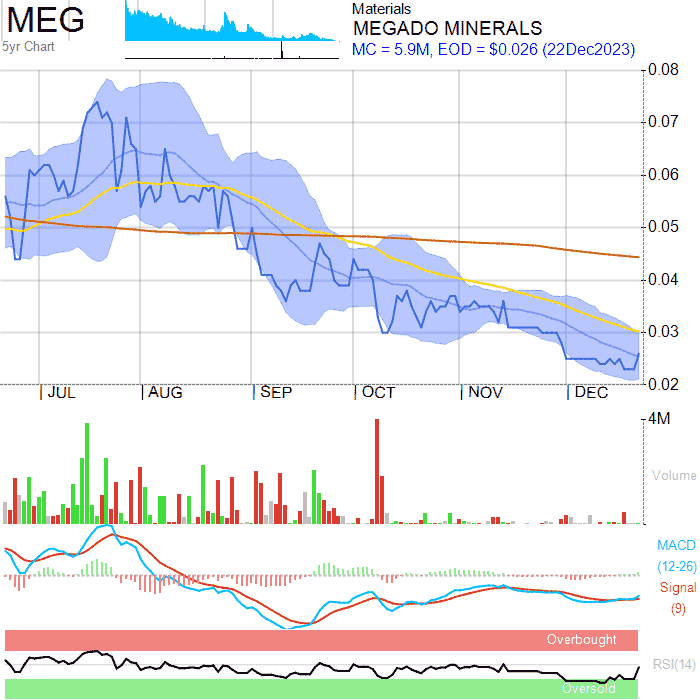 MEG
5yr Chart
Materials
MEGADO MINERALS
MC = 5.9M, EOD = $0.026 (22Dec2023)
0.08
0.07
0.06
0.05
0.04
0.03
0.02
JUL AUG SEP OCT NOV DEC
4M
Volume
MACD
(12-26)
Signal
(9)
Overbought
RSI(14)
Oversold